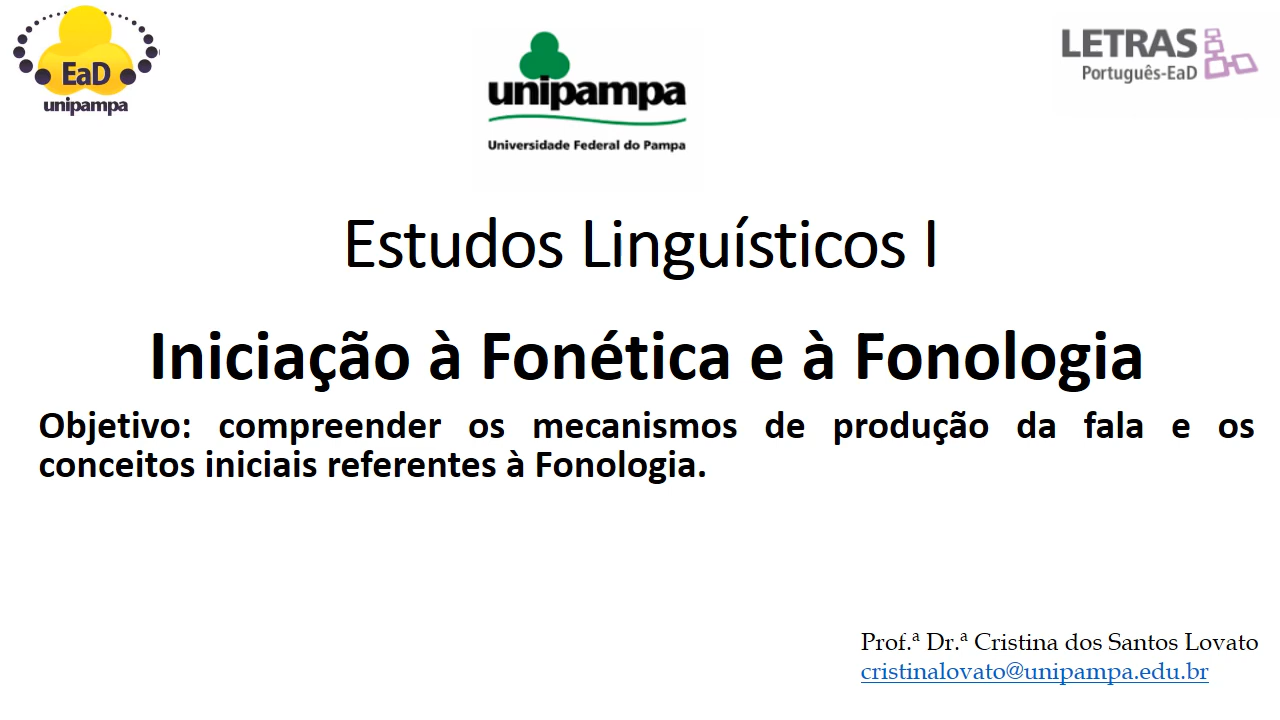 EaD
unipampa
unipampa
Universidade Federal do Pampa
LETRAS
Português-EaD
Estudos Linguísticos I
Iniciação à Fonética e à Fonologia
Objetivo: compreender os mecanismos de produção da fala e os
conceitos iniciais referentes à Fonologia.
Prof.ª Dr.ª Cristina dos Santos Lovato
cristinalovato@unipampa.edu.br